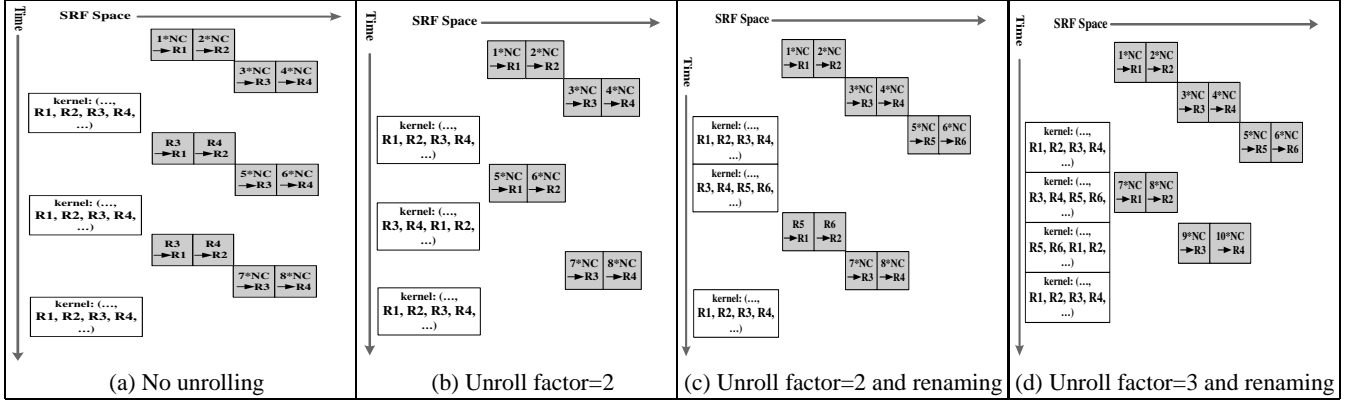 SRF Space
Time
1*NC 2*NC
→R1 →R2
3*NC 4*NC
→R3 →R4
kernel: (…,
R1, R2, R3, R4,
…)
R3 R4
→R1 →R2
5*NC 6*NC
→R3 →R4
kernel: (…,
R1, R2, R3, R4,
…)
R3 R4
→R1 →R2
7*NC 8*NC
→R3 →R4
kernel: (…,
R1, R2, R3, R4,
…)
(a) No unrolling
SRF Space
Time
1*NC 2*NC
→R1 →R2
3*NC 4*NC
→R3 →R4
kernel: (…,
R1, R2, R3, R4,
…)
5*NC 6*NC
→R1 →R2
kernel: (…,
R3, R4, R1, R2,
…)
7*NC 8*NC
→R3 →R4
kernel: (…,
R1, R2, R3, R4,
…)
(b) Unroll factor=2
SRF Space
Time
1*NC 2*NC
→R1 →R2
3*NC 4*NC
→R3 →R4
5*NC 6*NC
→R5 →R6
kernel: (…,
R1, R2, R3, R4,
…)
kernel: (…,
R3, R4, R5, R6,
…)
R5 R6
→R1 →R2
7*NC 8*NC
→R3 →R4
kernel: (…,
R1, R2, R3, R4,
…)
(c) Unroll factor=2 and renaming
SRF Space
Time
1*NC 2*NC
→R1 →R2
3*NC 4*NC
→R3 →R4
5*NC 6*NC
→R5 →R6
kernel: (…,
R1, R2, R3, R4,
…)
7*NC 8*NC
→R1 →R2
kernel: (…,
R3, R4, R5, R6,
…)
9*NC 10*NC
→R3 →R4
kernel: (…,
R5, R6, R1, R2,
…)
kernel: (…,
R1, R2, R3, R4,
…)
(d) Unroll factor=3 and renaming